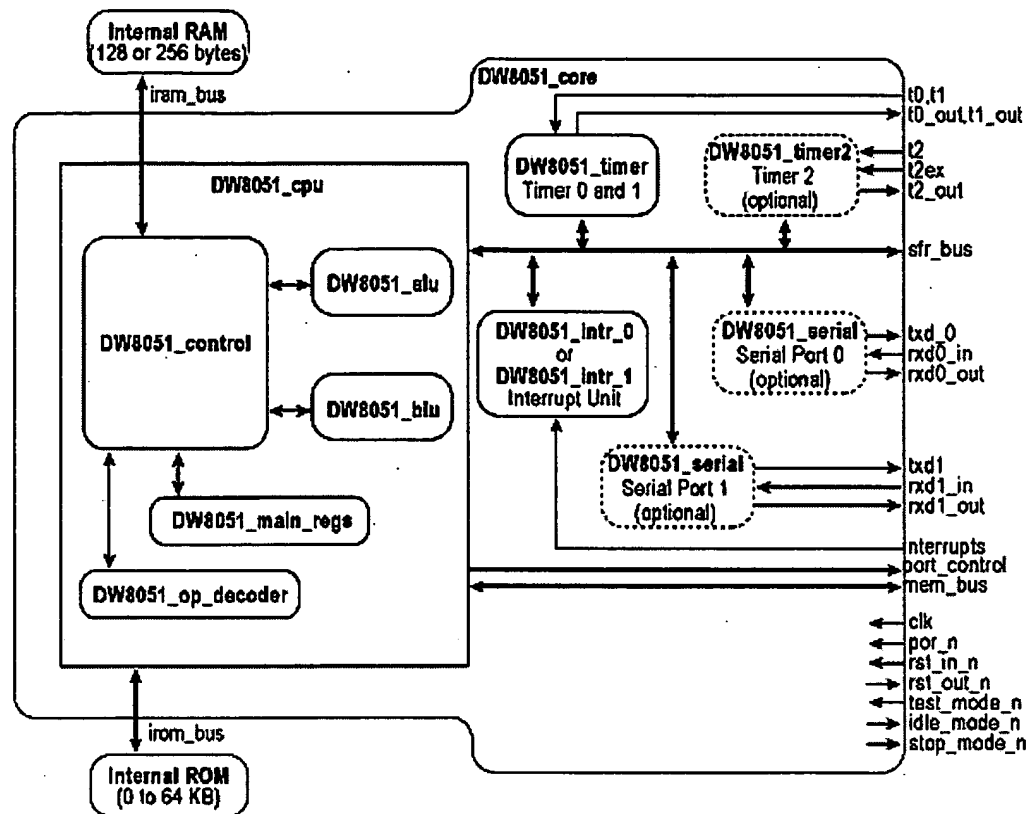 Internal RAM
(128 or 256 bytes)
iram_bus
DW8051_core
t0,t1
t0_out,t1_out
DW8051_cpu
DW8051_timer
Timer 0 and 1
DW8051_timer2
Timer 2
(optional)
t2
t2ex
t2_out
sfr_bus
DW8051_control
DW8051_alu
DW8051_blu
DW8051_main_regs
DW8051_op_decoder
DW8051_intr_0
or
DW8051_intr_1
Interrupt Unit
DW8051_serial
Serial Port 0
(optional)
txd_0
rxd0_in
rxd0_out
DW8051_serial
Serial Port 1
(optional)
txd1
rxd1_in
rxd1_out
nterrupts
port_control
mem_bus
clk
por_n
rst_in_n
rst_out_n
test_mode_n
idle_mode_n
stop_mode_n
irom_bus
Internal ROM
(0 to 64 KB)